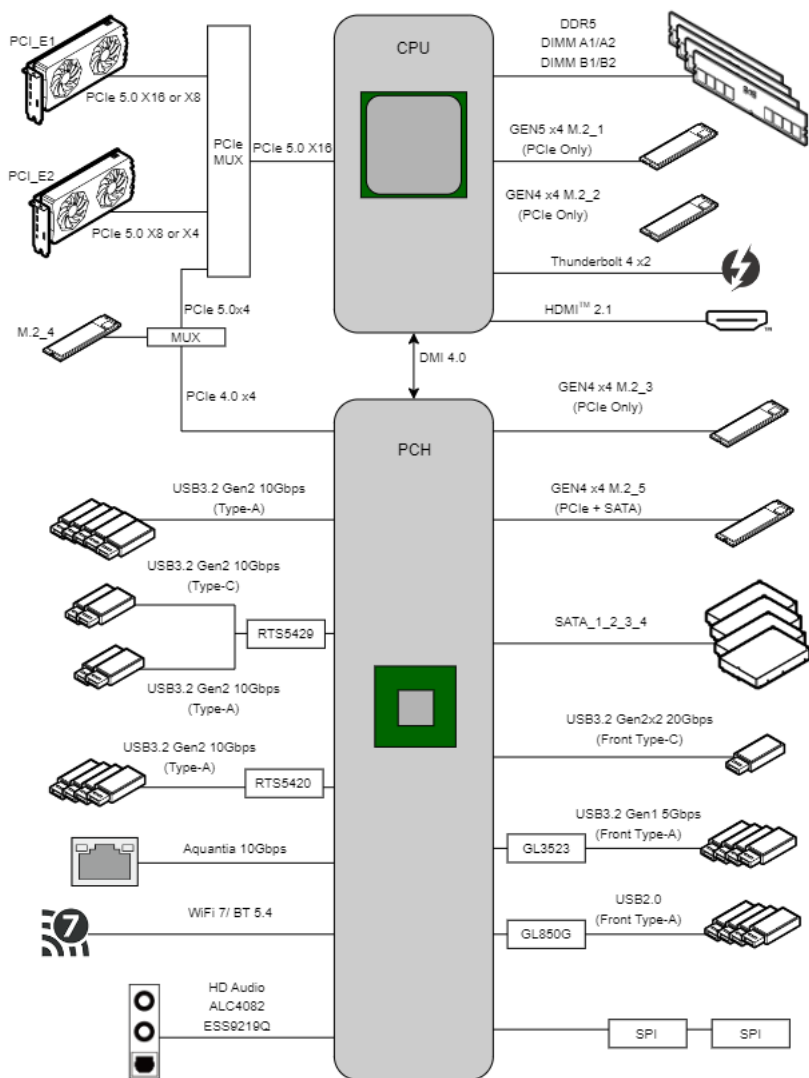 PCI_E1
PCIe 5.0 X16 or X8
PCI_E2
PCIe 5.0 X8 or X4
PCIe
MUX
PCIe 5.0 X16
CPU
DDR5
DIMM A1/A2
DIMM B1/B2
GEN5 x4 M.2_1
(PCIe Only)
GEN4 x4 M.2_2
(PCIe Only)
Thunderbolt 4 x2
HDMI™ 2.1
PCIe 5.0x4
M.2_4
MUX
PCIe 4.0 x4
DMI 4.0
PCH
GEN4 x4 M.2_3
(PCIe Only)
USB3.2 Gen2 10Gbps
(Type-A)
GEN4 x4 M.2_5
(PCIe + SATA)
USB3.2 Gen2 10Gbps
(Type-C)
RTS5429
USB3.2 Gen2 10Gbps
(Type-A)
SATA_1_2_3_4
USB3.2 Gen2 10Gbps
(Type-A)
RTS5420
USB3.2 Gen2x2 20Gbps
(Front Type-C)
Aquantia 10Gbps
GL3523
USB3.2 Gen1 5Gbps
(Front Type-A)
7
WiFi 7/ BT 5.4
GL850G
USB2.0
(Front Type-A)
HD Audio
ALC4082
ESS9219Q
SPI
SPI